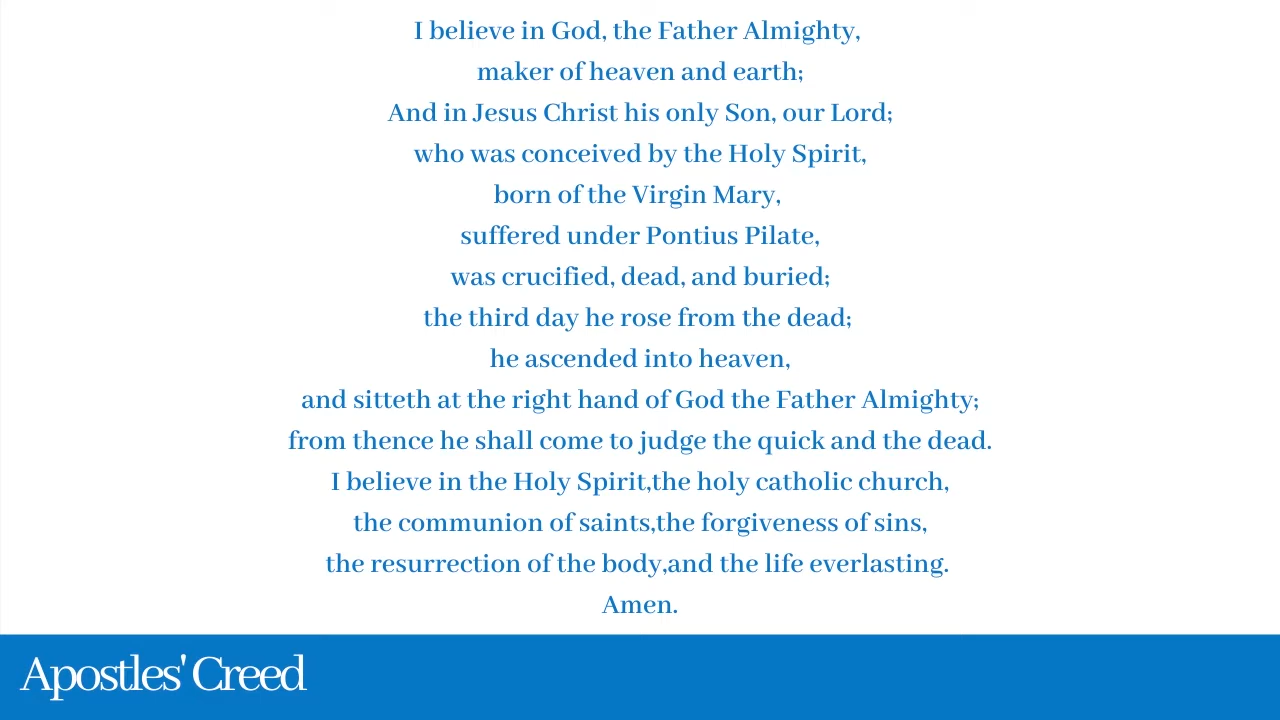 I believe in God, the Father Almighty,
maker of heaven and earth;
And in Jesus Christ his only Son, our Lord;
who was conceived by the Holy Spirit,
born of the Virgin Mary,
suffered under Pontius Pilate,
was crucified, dead, and buried;
the third day he rose from the dead;
he ascended into heaven,
and sitteth at the right hand of God the Father Almighty;
from thence he shall come to judge the quick and the dead.
I believe in the Holy Spirit,the holy catholic church,
the communion of saints,the forgiveness of sins,
the resurrection of the body,and the life everlasting.
Amen.
Apostles' Creed